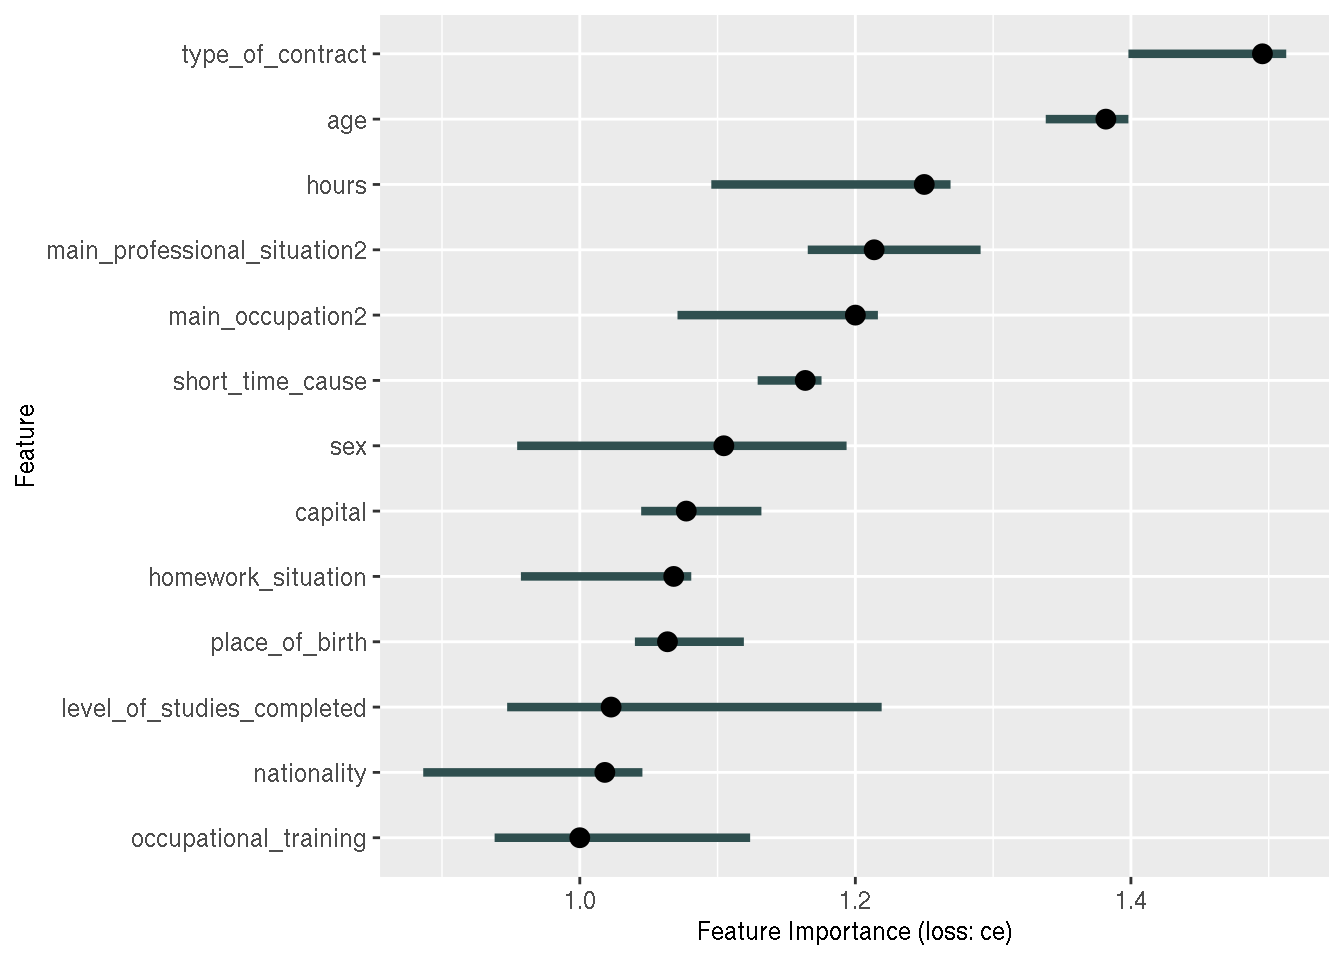 type_of_contract
age
hours
main_professional_situation2
main_occupation2
short_time_cause
sex
capital
homework_situation
place_of_birth
level_of_studies_completed
nationality
occupational_training
Feature
1.0 1.2 1.4
Feature Importance (loss: ce)